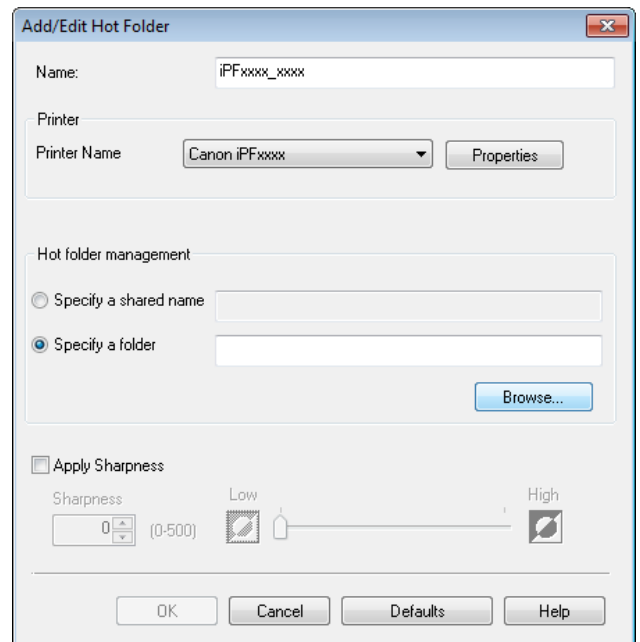 Add/Edit Hot Folder
Name: iPFxxxx_xxxx
Printer
Printer Name Canon iPFxxxx Properties
Hot folder management
Specify a shared name
Specify a folder
Browse...
Apply Sharpness
Sharpness Low High
0 (0-500)
OK Cancel Defaults Help